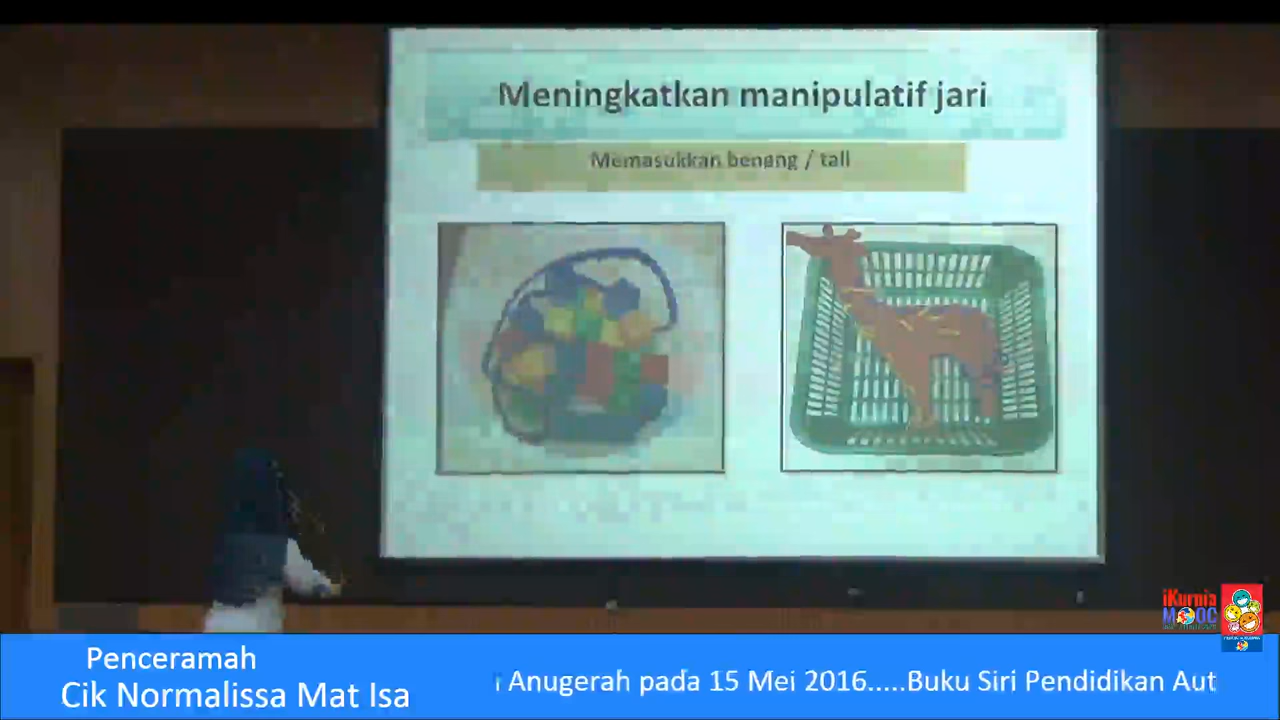 Meningkatkan manipulatif jari
Memasukkan benang / tali
iKurnia
MOOC
Penceramah
Cik Normalissa Mat Isa
Anugerah pada 15 Mei 2016.....Buku Siri Pendidikan Aut